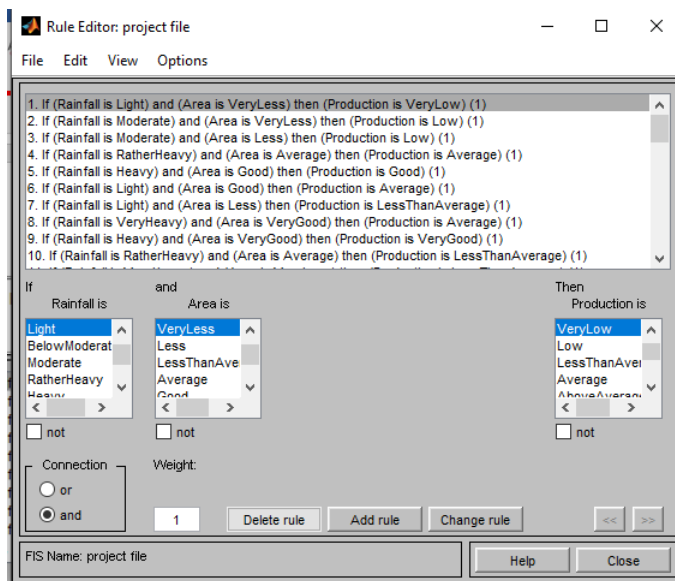 Rule Editor: project file
File Edit View Options
1. If (Rainfall is Light) and (Area is VeryLess) then (Production is VeryLow) (1)
2. If (Rainfall is Moderate) and (Area is VeryLess) then (Production is Low) (1)
3. If (Rainfall is Moderate) and (Area is Less) then (Production is Low) (1)
4. If (Rainfall is RatherHeavy) and (Area is Average) then (Production is Average) (1)
5. If (Rainfall is Heavy) and (Area is Good) then (Production is Good) (1)
6. If (Rainfall is Light) and (Area is Good) then (Production is Average) (1)
7. If (Rainfall is Light) and (Area is Less) then (Production is LessThanAverage) (1)
8. If (Rainfall is VeryHeavy) and (Area is VeryGood) then (Production is Average) (1)
9. If (Rainfall is Heavy) and (Area is VeryGood) then (Production is VeryGood) (1)
10. If (Rainfall is RatherHeavy) and (Area is Average) then (Production is LessThanAverage) (1)
If and Then
Rainfall is Area is Production is
Light VeryLess VeryLow
BelowModerat Less Low
Moderate LessThanAve LessThanAver
RatherHeavy Average Average
Heavy Good AboveAverag
not not not
Connection Weight:
or
and 1 Delete rule Add rule Change rule << >>
FIS Name: project file Help Close